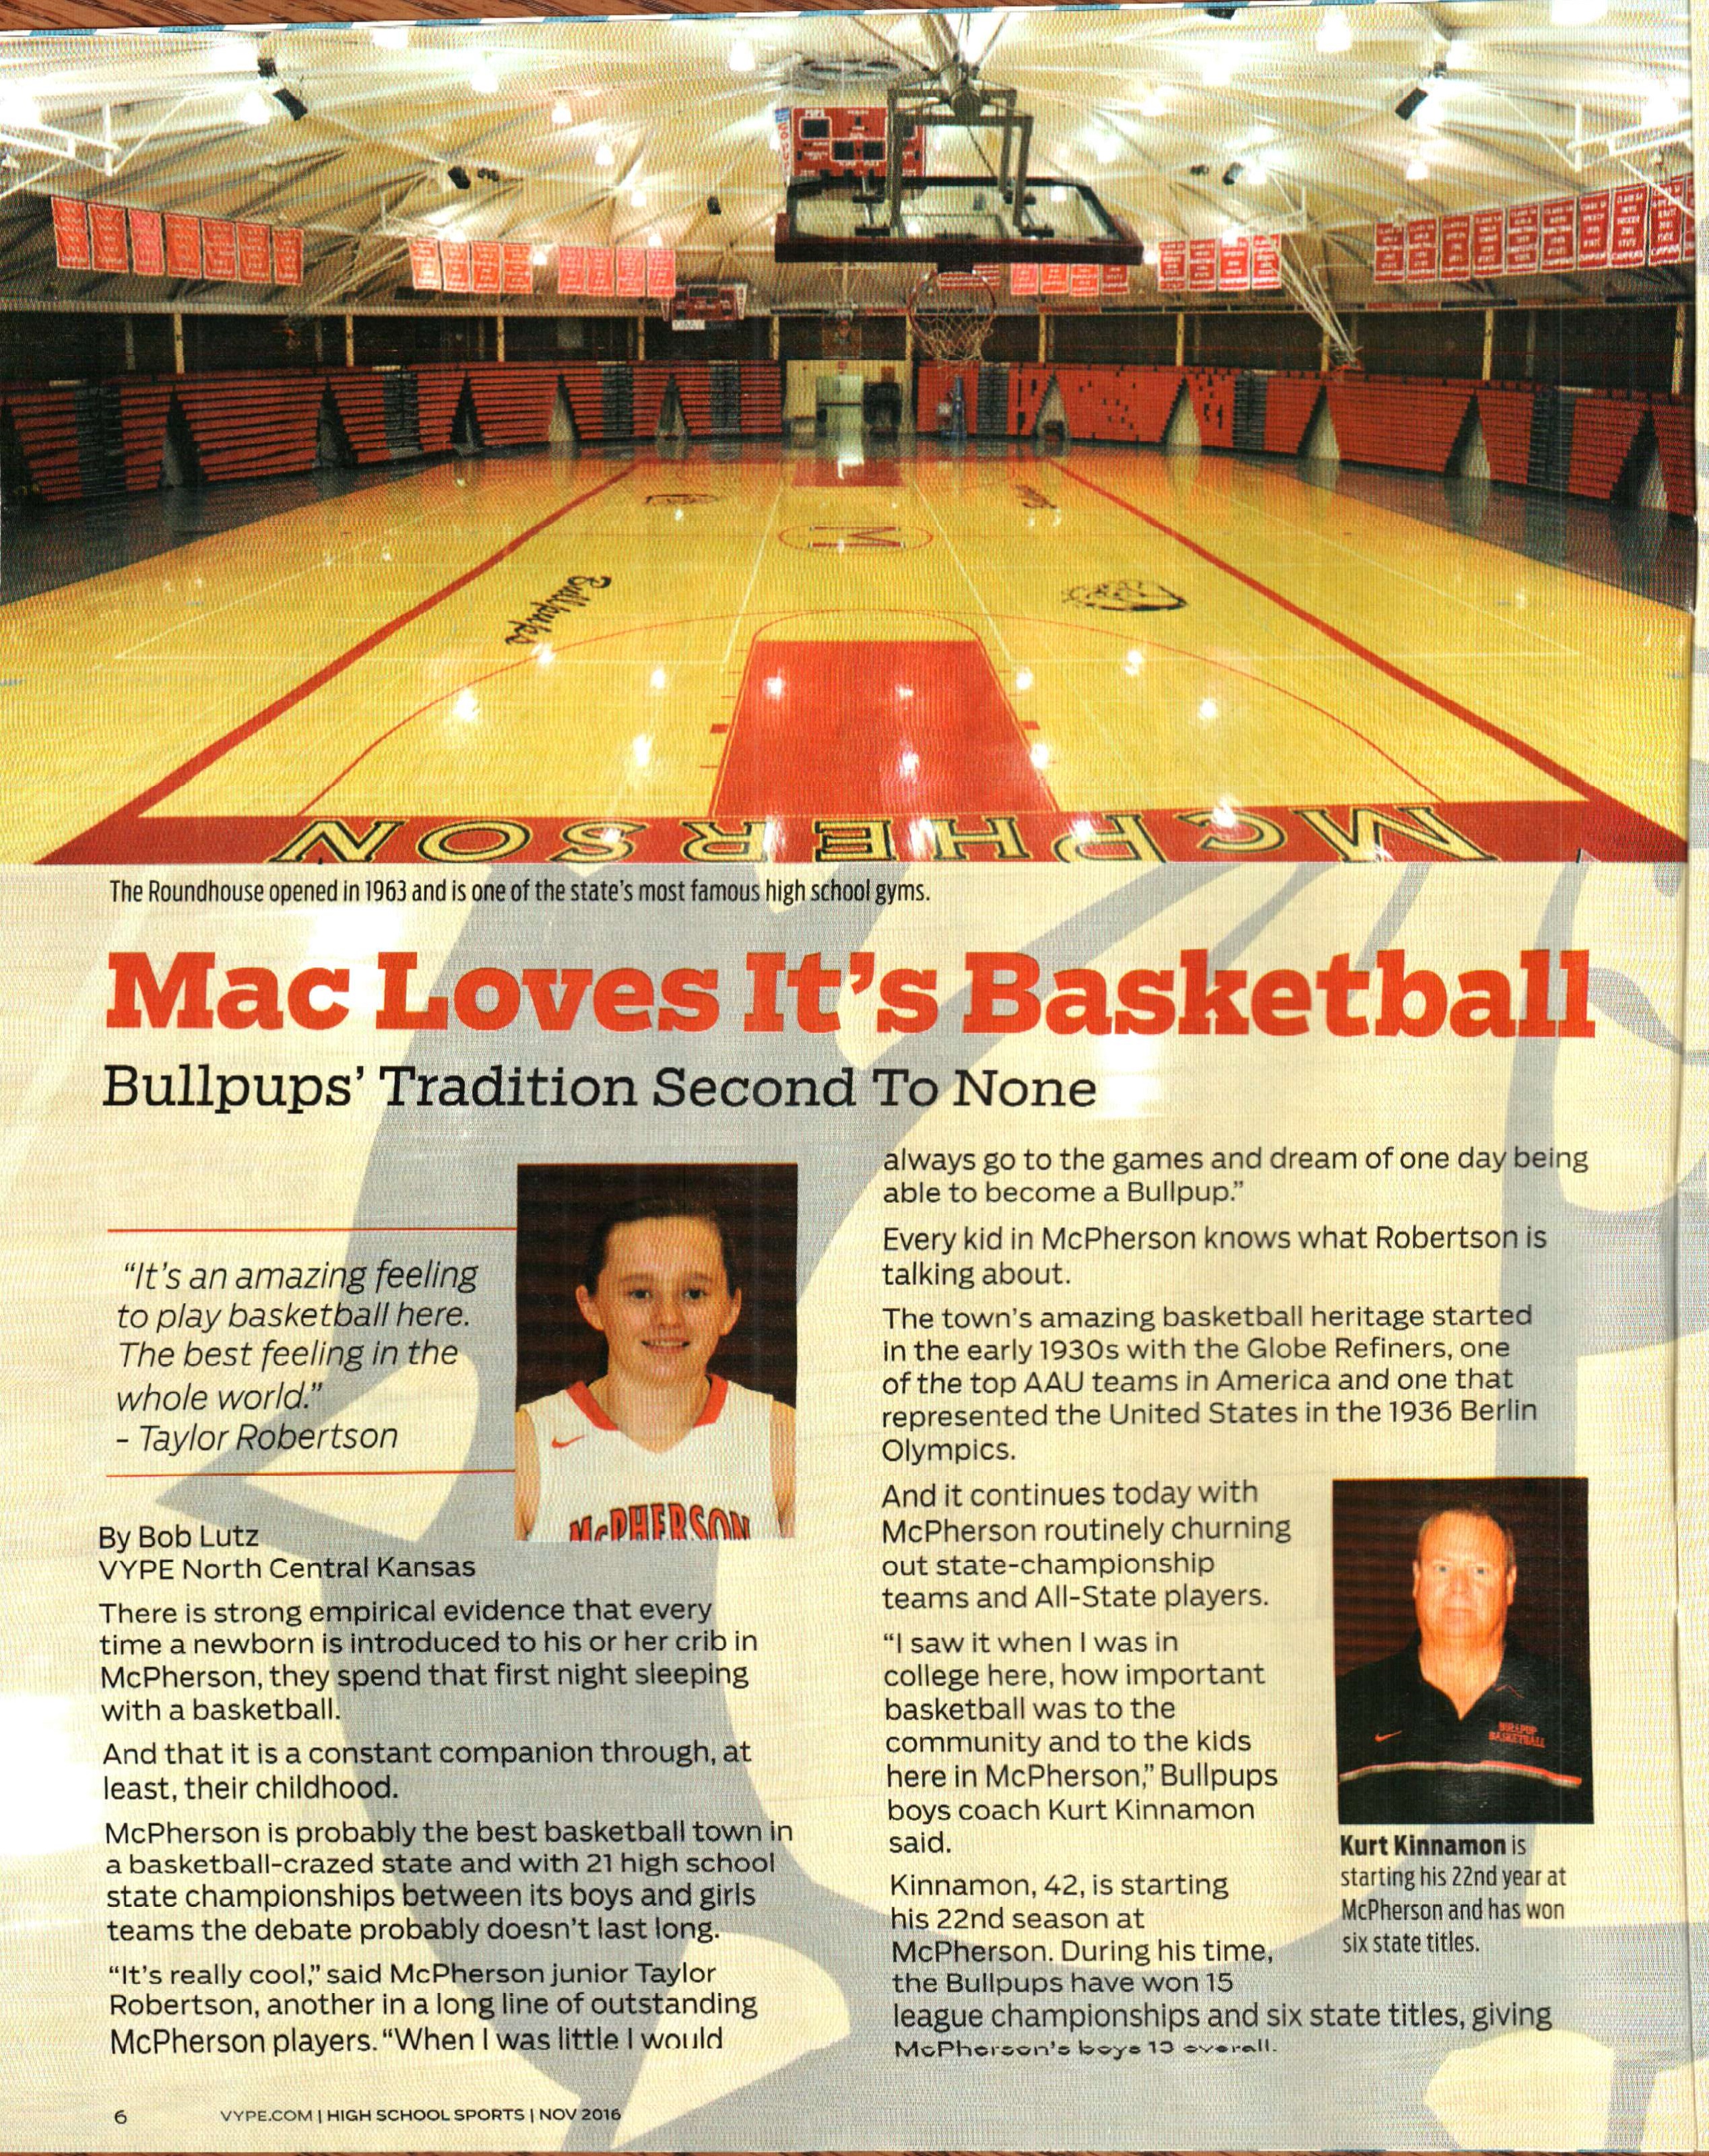 Bullpups
M
McPHERSON
The Roundhouse opened in 1963 and is one of the state's most famous high school gyms.
Mac Loves It's Basketball
Bullpups' Tradition Second To None
"It's an amazing feeling
to play basketball here.
The best feeling in the
whole world."
- Taylor Robertson
McPHERSON
By Bob Lutz
VYPE North Central Kansas
There is strong empirical evidence that every
time a newborn is introduced to his or her crib in
McPherson, they spend that first night sleeping
with a basketball.
And that it is a constant companion through, at
least, their childhood.
McPherson is probably the best basketball town in
a basketball-crazed state and with 21 high school
state championships between its boys and girls
teams the debate probably doesn't last long.
"It's really cool," said McPherson junior Taylor
Robertson, another in a long line of outstanding
McPherson players. "When I was little I would
always go to the games and dream of one day being
able to become a Bullpup."
Every kid in McPherson knows what Robertson is
talking about.
The town's amazing basketball heritage started
in the early 1930s with the Globe Refiners, one
of the top AAU teams in America and one that
represented the United States in the 1936 Berlin
Olympics.
And it continues today with
McPherson routinely churning
out state-championship
teams and All-State players.
"I saw it when I was in
college here, how important
basketball was to the
community and to the kids
here in McPherson," Bullpups
boys coach Kurt Kinnamon
said.
Kinnamon, 42, is starting
his 22nd season at
McPherson. During his time,
the Bullpups have won 15
league championships and six state titles, giving
McPherson's boys 13 overall.
BULLPUP
BASKETBALL
Kurt Kinnamon is
starting his 22nd year at
McPherson and has won
six state titles.
6
VYPE.COM | HIGH SCHOOL SPORTS | NOV 2016